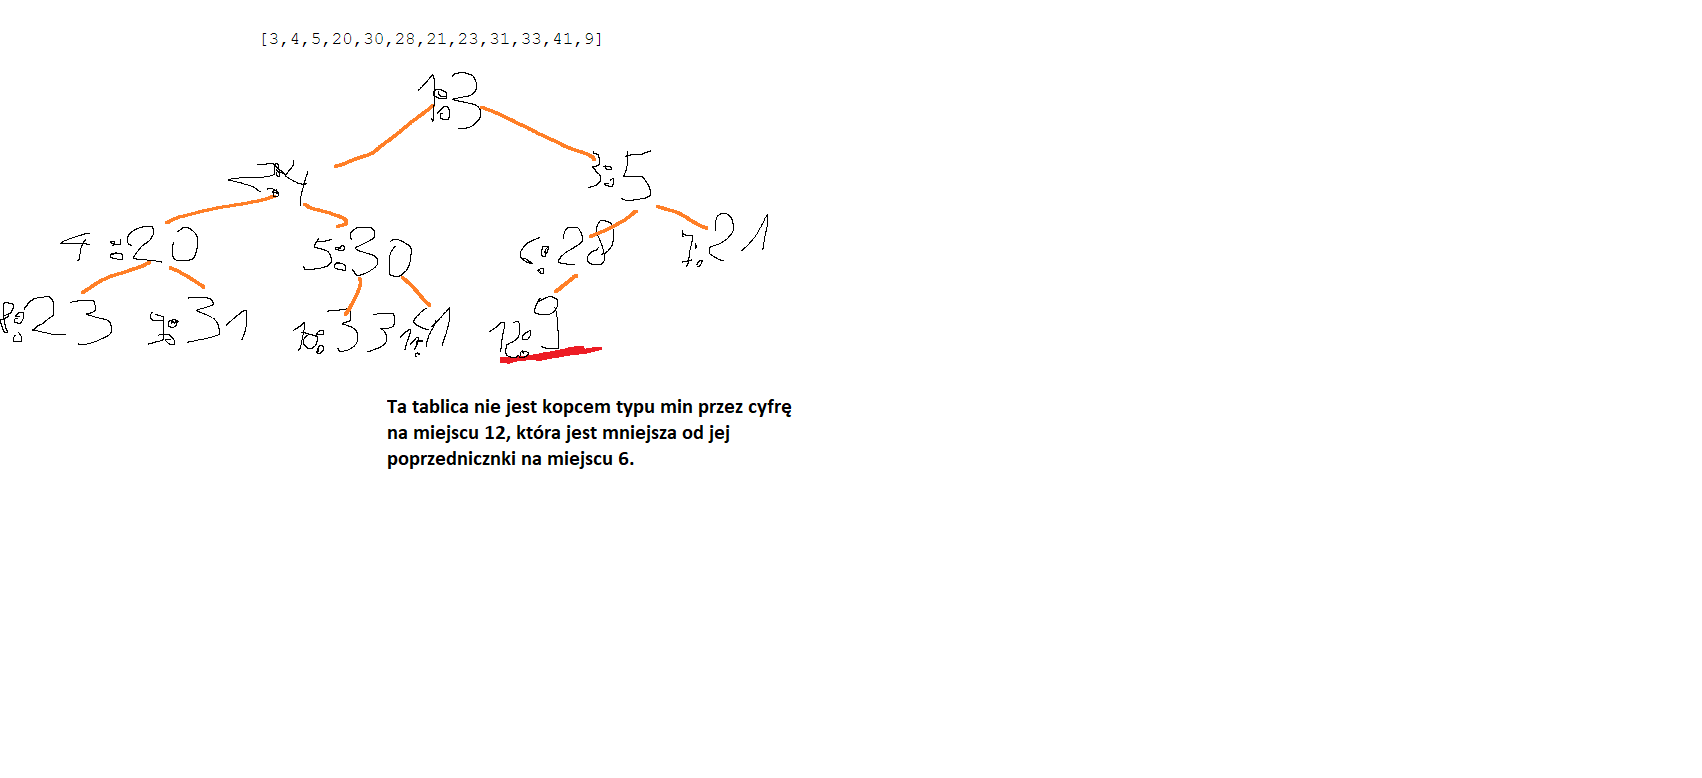 [3,4,5,20,30,28,21,23,31,33,41,9]
1:3
2:4 3:5
4:20 5:30 6:28 7:21
8:23 9:31 10:33 11:41 12:9
Ta tablica nie jest kopcem typu min przez cyfrę
na miejscu 12, która jest mniejsza od jej
poprzednicznki na miejscu 6.